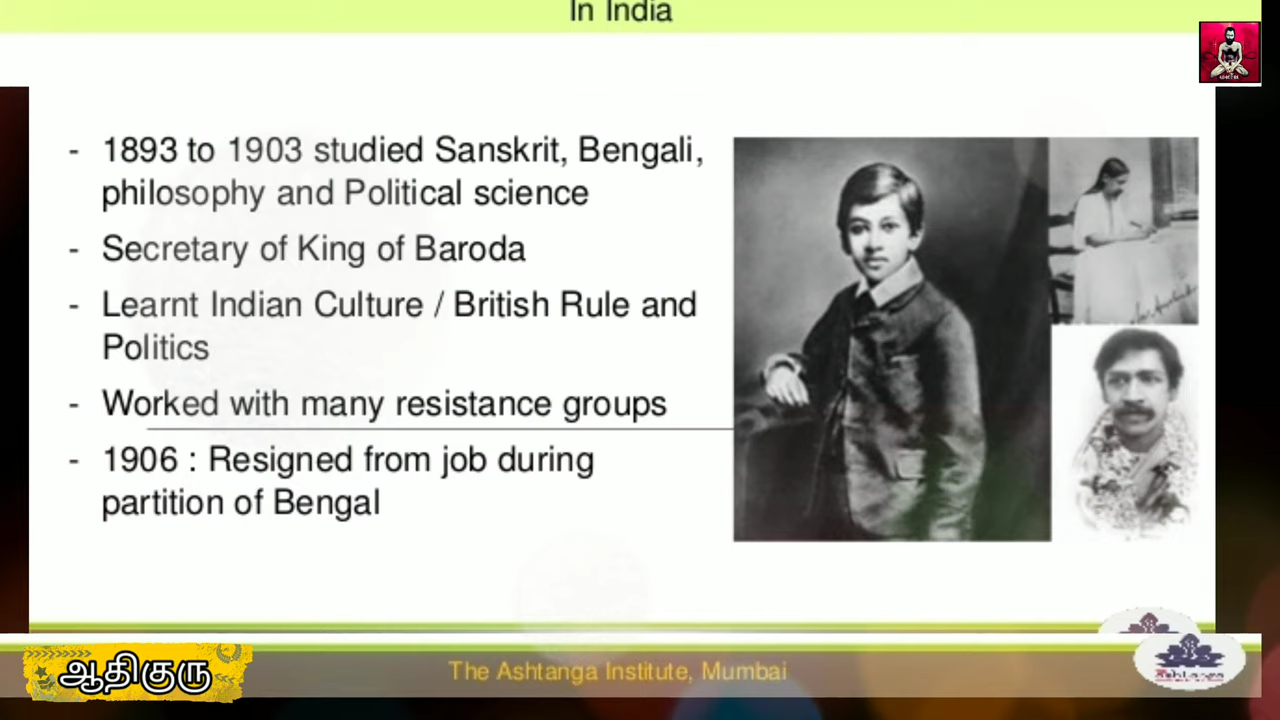 In India
- 1893 to 1903 studied Sanskrit, Bengali,
philosophy and Political science
- Secretary of King of Baroda
- Learnt Indian Culture / British Rule and
Politics
- Worked with many resistance groups
- 1906 : Resigned from job during
partition of Bengal
ஆதிகுரு
The Ashtanga Institute, Mumbai